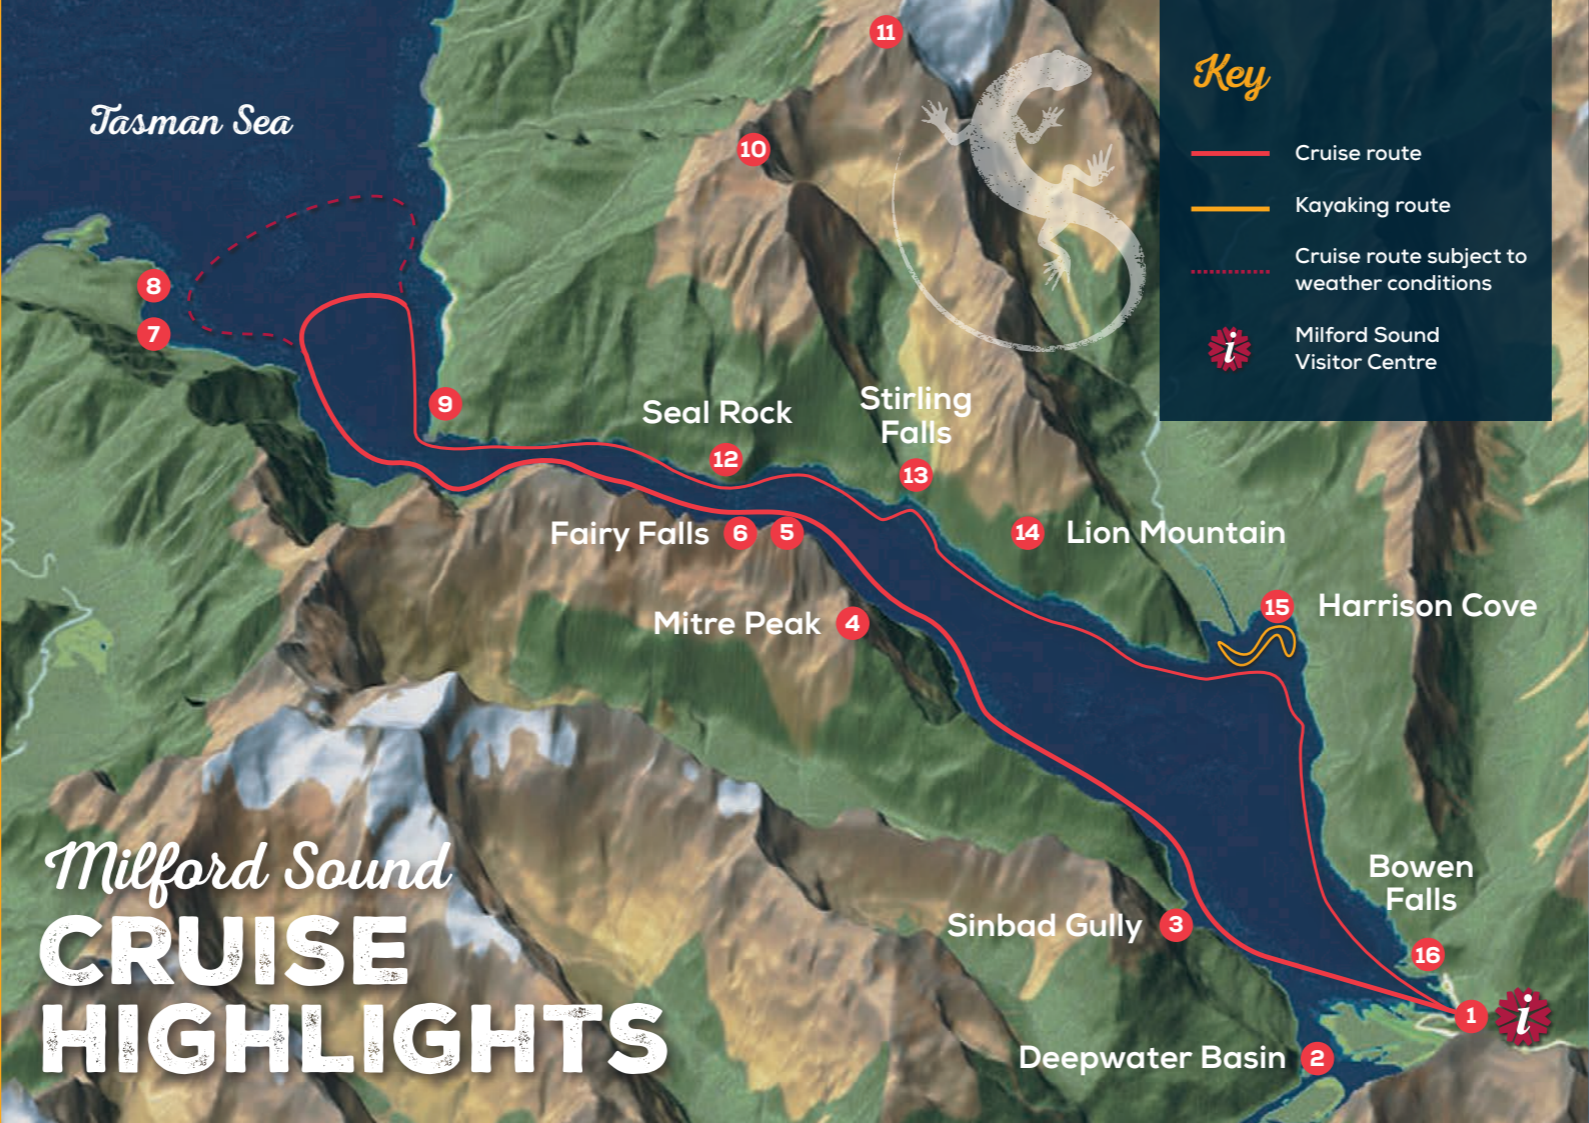 11
Key
Tasman Sea
Cruise route
10
Kayaking route
Cruise route subject to
weather conditions
8
7
Milford Sound
Visitor Centre
i
9
Seal Rock
Stirling
Falls
12
13
Fairy Falls 6 5
14 Lion Mountain
15 Harrison Cove
Mitre Peak 4
Milford Sound
CRUISE
HIGHLIGHTS
Bowen
Falls
Sinbad Gully 3
16
1 i
Deepwater Basin 2